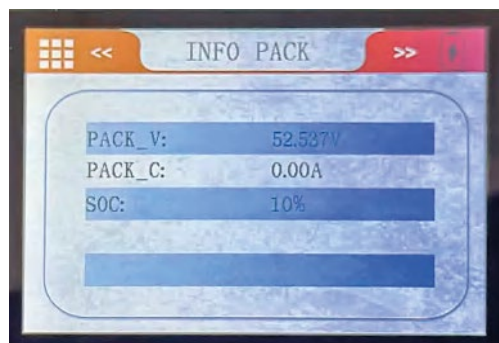 << INFO PACK >>
PACK_V: 52.537V
PACK_C: 0.00A
SOC: 10%